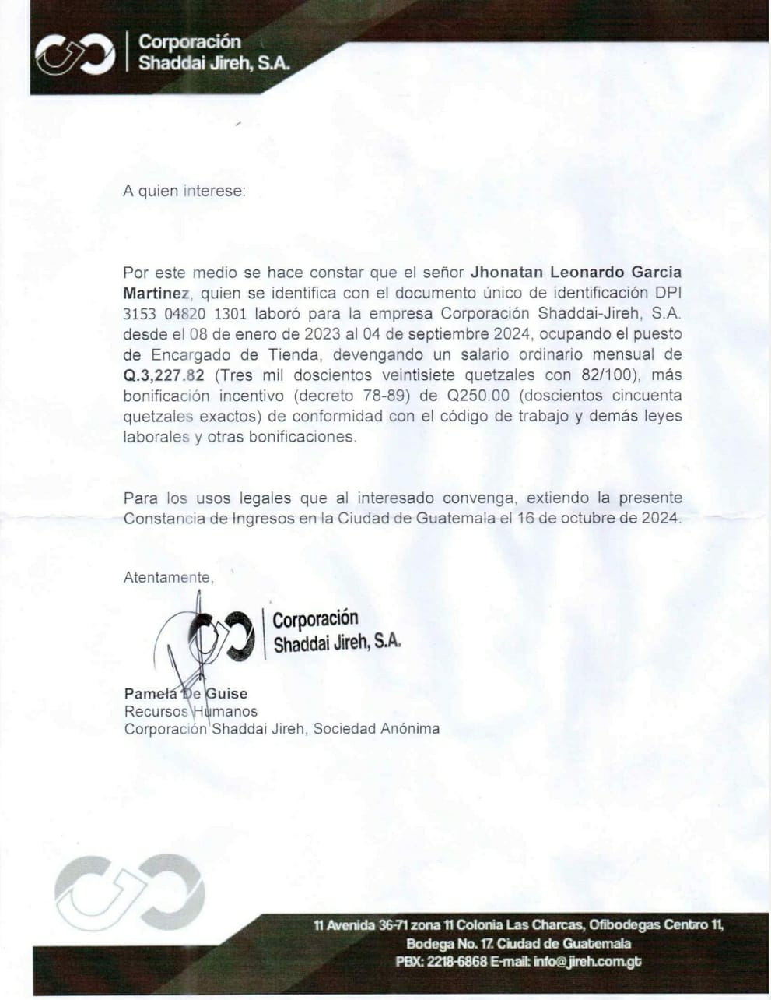 Corporación
Shaddai Jireh, S.A.
A quien interese:
Por este medio se hace constar que el señor Jhonatan Leonardo Garcia
Martinez, quien se identifica con el documento único de identificación DPI
3153 04820 1301 laboró para la empresa Corporación Shaddai-Jireh, S.A.
desde el 08 de enero de 2023 al 04 de septiembre 2024, ocupando el puesto
de Encargado de Tienda, devengando un salario ordinario mensual de
Q.3,227.82 (Tres mil doscientos veintisiete quetzales con 82/100), más
bonificación incentivo (decreto 78-89) de Q250.00 (doscientos cincuenta
quetzales exactos) de conformidad con el código de trabajo y demás leyes
laborales y otras bonificaciones.
Para los usos legales que al interesado convenga, extiendo la presente
Constancia de Ingresos en la Ciudad de Guatemala el 16 de octubre de 2024.
Atentamente,
Corporación
Shaddai Jireh, S.A.
Pamela De Guise
Recursos Humanos
Corporación Shaddai Jireh, Sociedad Anónima
11 Avenida 36-71 zona 11 Colonia Las Charcas, Ofibodegas Centro 11,
Bodega No. 17. Ciudad de Guatemala
PBX: 2218-6868 E-mail: info@jireh.com.gt